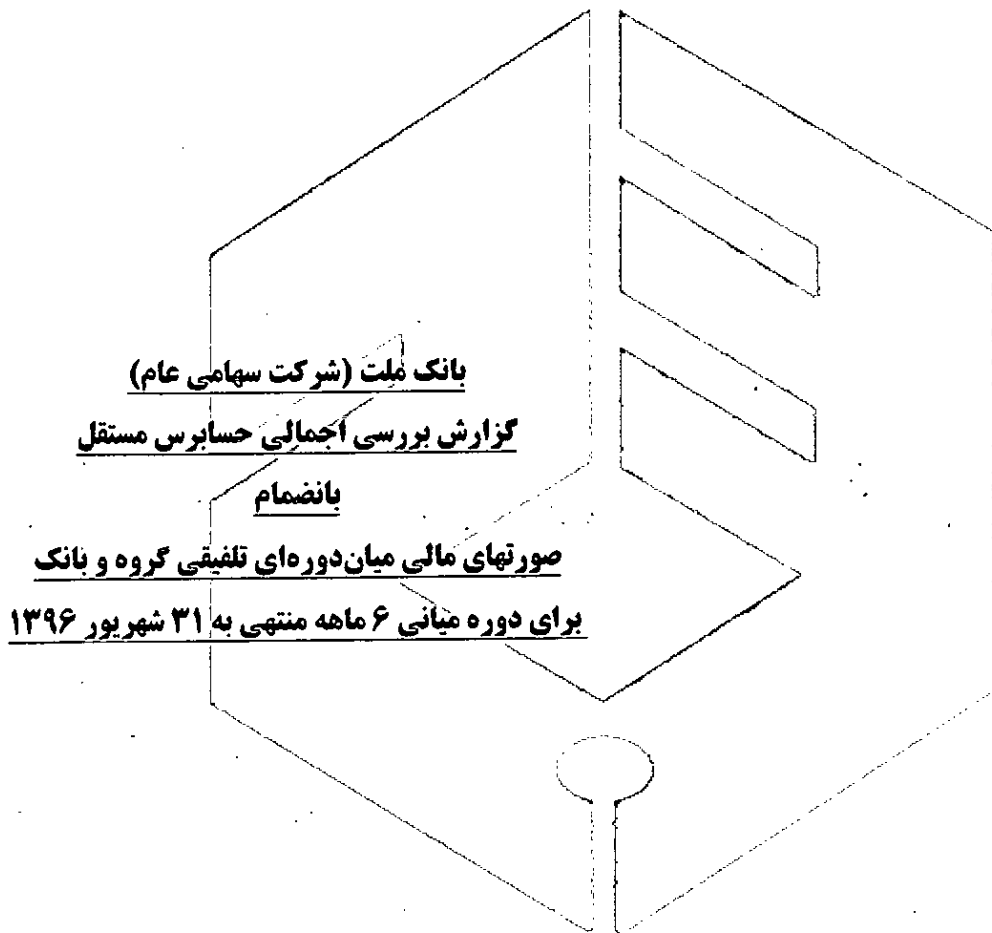 بانک ملت (شرکت سهامی عام)
گزارش بررسی اجمالی حسابرس مستقل
بانضمام
صورتهای مالی میان‌دوره‌ای تلفیقی گروه و بانک
برای دوره میانی ۶ ماهه منتهی به ۳۱ شهریور ۱۳۹۶